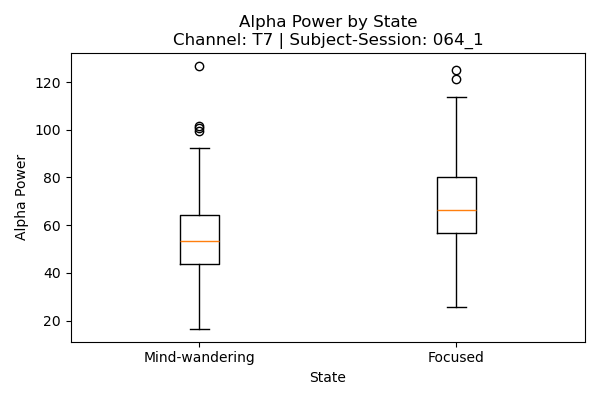 Alpha Power by State
Channel: T7 | Subject-Session: 064_1
120
100
80
60
40
20
Alpha Power
Mind-wandering
Focused
State